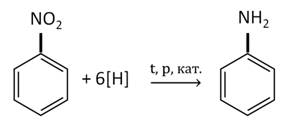 NO₂
NH₂
+ 6[H]
t, p, кат.